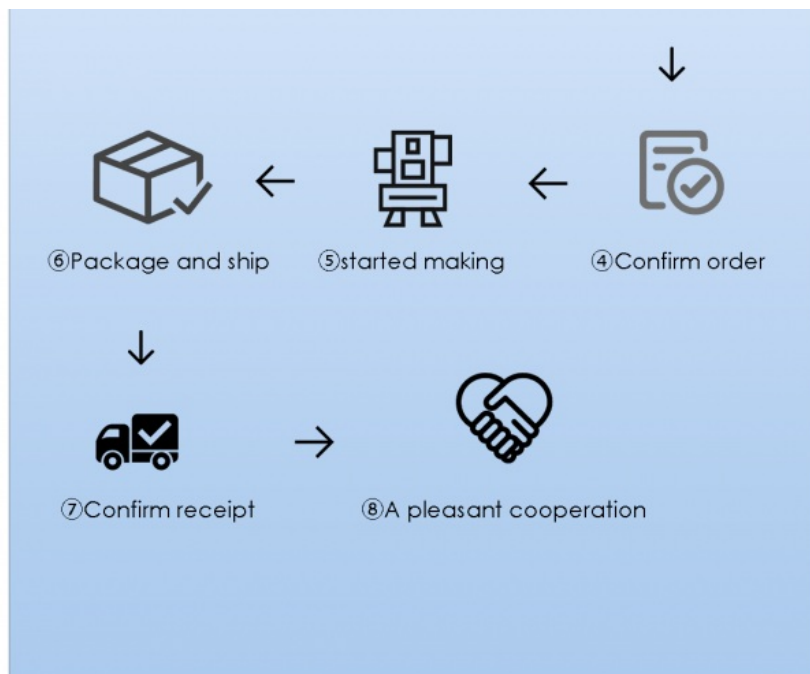 ⑥Package and ship ⑤started making ④Confirm order
⑦Confirm receipt ⑧A pleasant cooperation